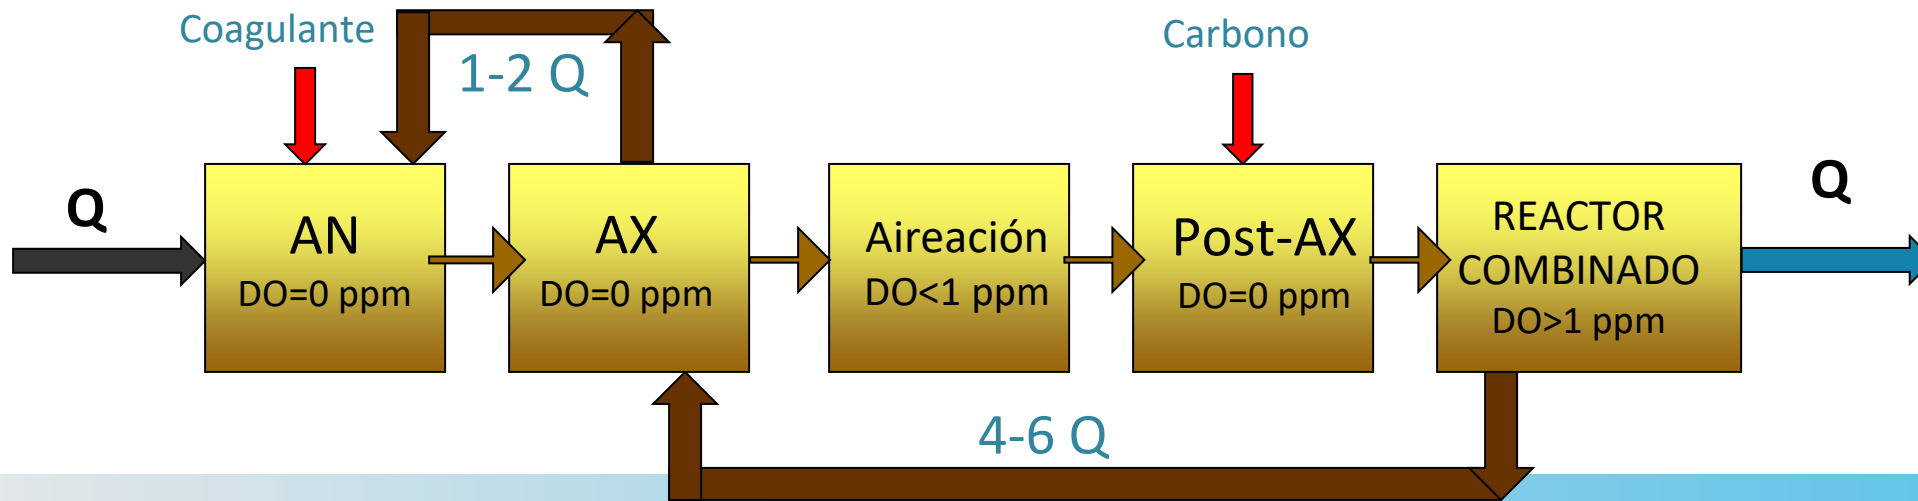 Coagulante
1-2 Q
Carbono
Q
AN
DO=0 ppm
AX
DO=0 ppm
Aireación
DO<1 ppm
Post-AX
DO=0 ppm
REACTOR
COMBINADO
DO>1 ppm
Q
4-6 Q